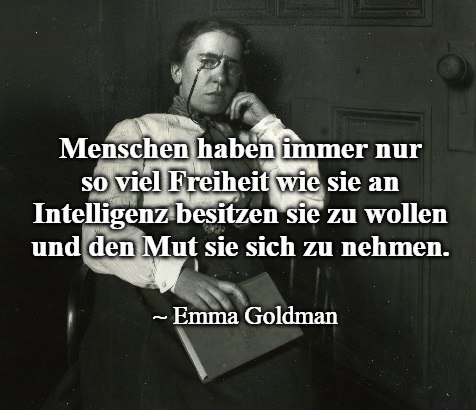 Menschen haben immer nur
so viel Freiheit wie sie an
Intelligenz besitzen sie zu wollen
und den Mut sie sich zu nehmen.
~ Emma Goldman